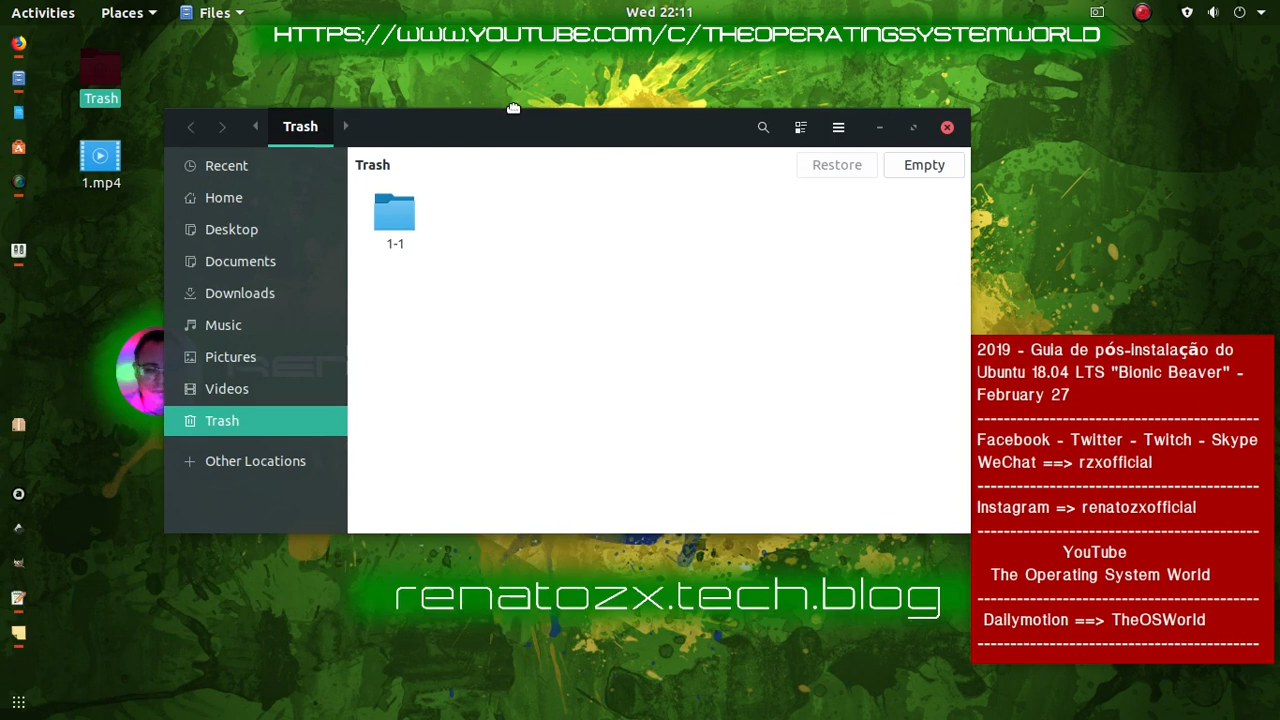 Activities Places Files Wed 22:11
HTTPS://WWW.YOUTUBE.COM/C/THEOPERATINGSYSTEMWORLD
Trash
1.mp4
Trash
Recent
Home
Desktop
Documents
Downloads
Music
Pictures
Videos
Trash
Other Locations
Trash Restore Empty
1-1
REN
2019 - Guia de pós-Instalação do
Ubuntu 18.04 LTS "Bionic Beaver" -
February 27
-------------------------------------------
Facebook - Twitter - Twitch - Skype
WeChat ==> rzxofficial
-------------------------------------------
Instagram => renatozxofficial
-------------------------------------------
YouTube
The Operating System World
-------------------------------------------
Dailymotion ==> TheOSWorld
-------------------------------------------
renatozx.tech.blog